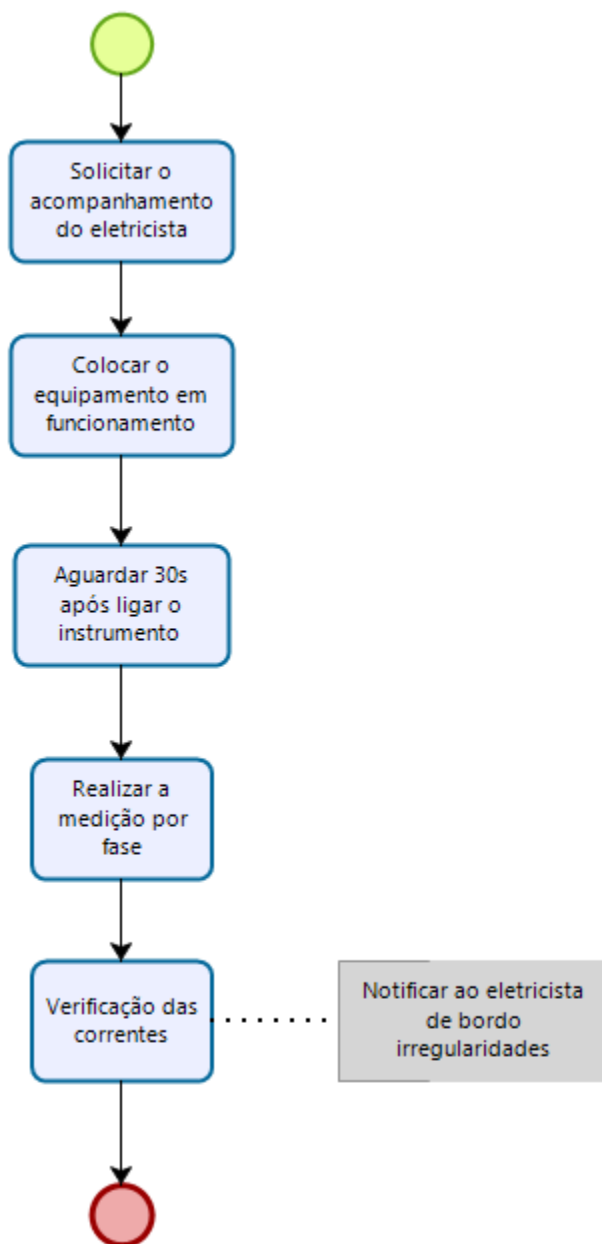 Solicitar o
acompanhamento
do eletricista
Colocar o
equipamento em
funcionamento
Aguardar 30s
após ligar o
instrumento
Realizar a
medição por
fase
Verificação das
correntes
Notificar ao eletricista
de bordo
irregularidades